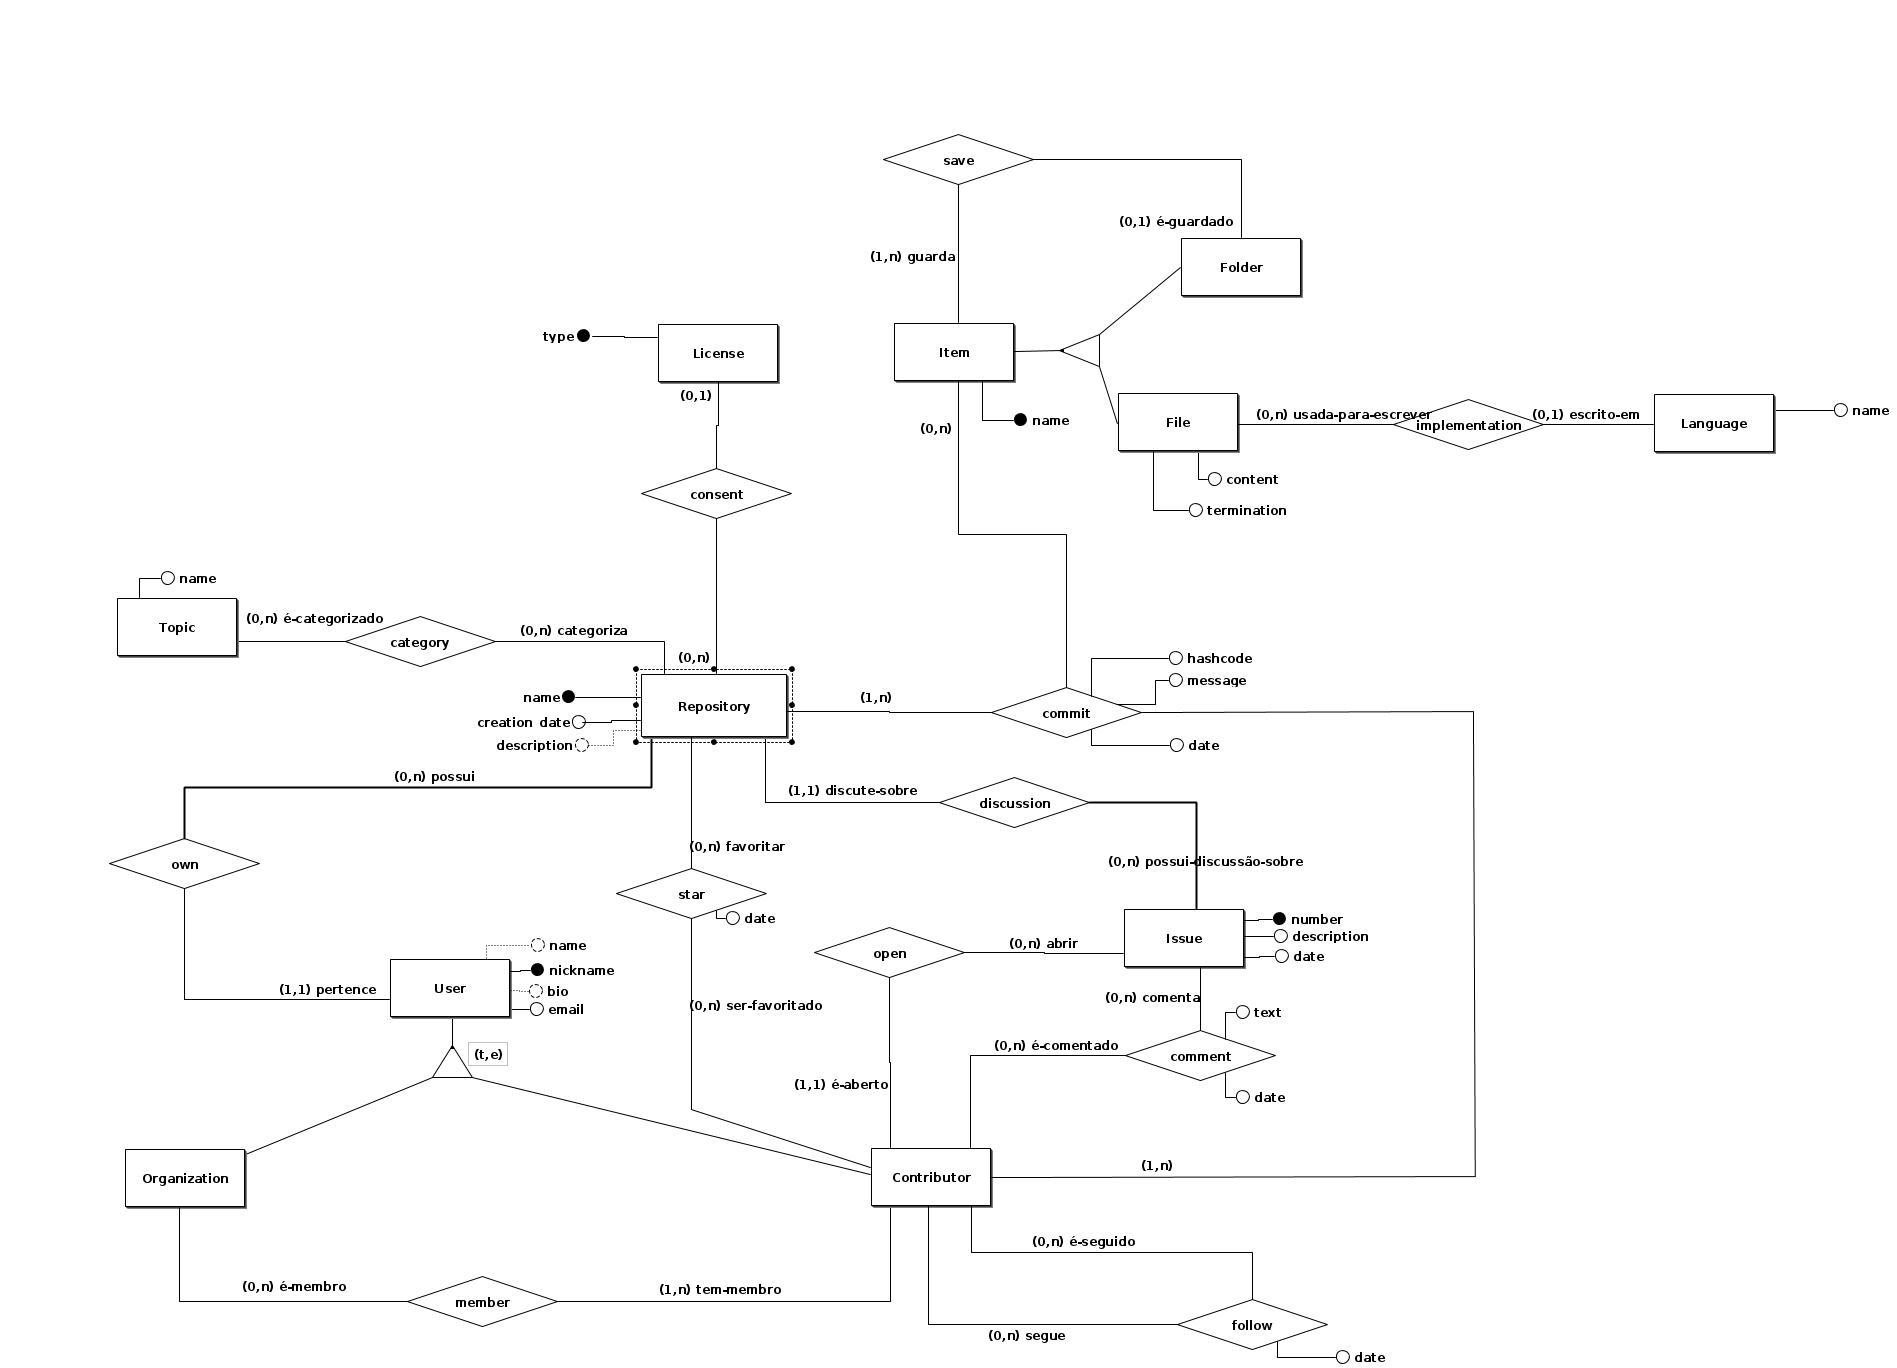 save
(0,1) é-guardado
(1,n) guarda
Folder
type
License
Item
(0,1)
name
(0,n)
File
(0,n) usada-para-escrever
implementation
(0,1) escrito-em
Language
name
content
termination
consent
name
Topic
(0,n) é-categorizado
category
(0,n) categoriza
(0,n)
hashcode
message
name
Repository
(1,n)
commit
creation date
description
date
(0,n) possui
(1,1) discute-sobre
discussion
(0,n) favoritar
own
(0,n) possui-discussão-sobre
star
date
number
Issue
description
date
name
open
(0,n) abrir
nickname
User
bio
email
(1,1) pertence
(0,n) ser-favoritado
(0,n) comenta
text
(t,e)
(0,n) é-comentado
comment
(1,1) é-aberto
date
Organization
Contributor
(1,n)
(0,n) é-seguido
(0,n) é-membro
member
(1,n) tem-membro
(0,n) segue
follow
date